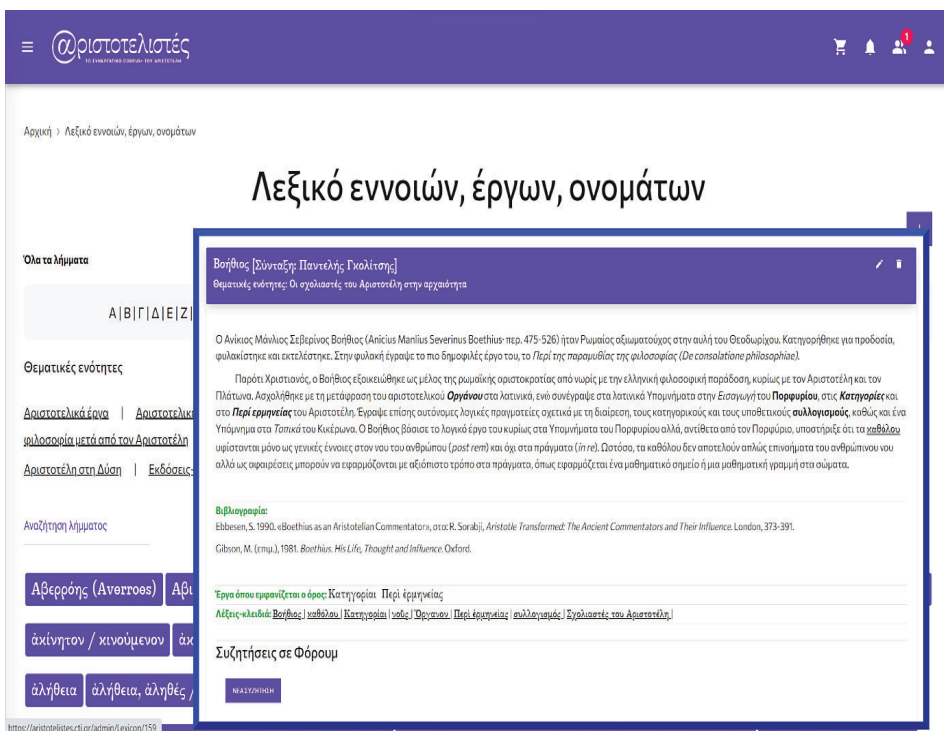 @ριστοτελιστές
ΤΟ ΣΥΝΕΡΓΑΤΙΚΟ CORPUS ΤΟΥ ΑΡΙΣΤΟΤΕΛΗ
1
Αρχική > Λεξικό εννοιών, έργων, ονομάτων
Λεξικό εννοιών, έργων, ονομάτων
Όλα τα λήμματα
Α|Β|Γ|Δ|Ε|Ζ|
Θεματικές ενότητες
Αριστοτελικά έργα | Αριστοτελικ
φιλοσοφία μετά από τον Αριστοτέλη
Αριστοτέλη στη Δύση | Εκδόσεις-
Αναζήτηση λήμματος
Αβερρόης (Averroes) Αβι
ἀκίνητον / κινούμενον ἀκ
ἀλήθεια ἀλήθεια, ἀληθές /
https://aristotelistes.cti.gr/admin/Lexicon/159
Βοήθιος [Σύνταξη: Παντελής Γκολίτσης]
Θεματικές ενότητες: Οι σχολιαστές του Αριστοτέλη στην αρχαιότητα
Ο Ανίκιος Μάνλιος Σεβερίνος Βοήθιος (Anicius Manlius Severinus Boethius· περ. 475-526) ήταν Ρωμαίος αξιωματούχος στην αυλή του Θεοδωρίχου. Κατηγορήθηκε για προδοσία,
φυλακίστηκε και εκτελέστηκε. Στην φυλακή έγραψε το πιο δημοφιλές έργο του, το Περί της παραμυθίας της φιλοσοφίας (De consolatione philosophiae).
Παρότι Χριστιανός, ο Βοήθιος εξοικειώθηκε ως μέλος της ρωμαϊκής αριστοκρατίας από νωρίς με την ελληνική φιλοσοφική παράδοση, κυρίως με τον Αριστοτέλη και τον
Πλάτωνα. Ασχολήθηκε με τη μετάφραση του αριστοτελικού Οργάνου στα λατινικά, ενώ συνέγραψε στα λατινικά Υπομνήματα στην Εισαγωγή του Πορφυρίου, στις Κατηγορίες και
στο Περί ερμηνείας του Αριστοτέλη. Έγραψε επίσης αυτόνομες λογικές πραγματείες σχετικά με τη διαίρεση, τους κατηγορικούς και τους υποθετικούς συλλογισμούς, καθώς και ένα
Υπόμνημα στα Τοπικά του Κικέρωνα. Ο Βοήθιος βάσισε το λογικό έργο του κυρίως στα Υπομνήματα του Πορφυρίου αλλά, αντίθετα από τον Πορφύριο, υποστήριξε ότι τα καθόλου
υφίστανται μόνο ως γενικές έννοιες στον νου του ανθρώπου (post rem) και όχι στα πράγματα (in re). Ωστόσο, τα καθόλου δεν αποτελούν απλώς επινοήματα του ανθρώπινου νου
αλλά ως αφαιρέσεις μπορούν να εφαρμόζονται με αξιόπιστο τρόπο στα πράγματα, όπως εφαρμόζεται ένα μαθηματικό σημείο ή μια μαθηματική γραμμή στα σώματα.
Βιβλιογραφία:
Ebbesen, S. 1990. «Boethius as an Aristotelian Commentator», στο: R. Sorabji, Aristotle Transformed: The Ancient Commentators and Their Influence. London, 373-391.
Gibson, M. (επιμ.), 1981. Boethius. His Life, Thought and Influence. Oxford.
Έργα όπου εμφανίζεται ο όρος: Κατηγορίαι Περὶ ἑρμηνείας
Λέξεις-κλειδιά: Βοήθιος | καθόλου | Κατηγορίαι | νοῦς | Ὄργανον | Περὶ ἑρμηνείας | συλλογισμός | Σχολιαστές του Αριστοτέλη |
Συζητήσεις σε Φόρουμ
ΝΕΑ ΣΥΖΗΤΗΣΗ